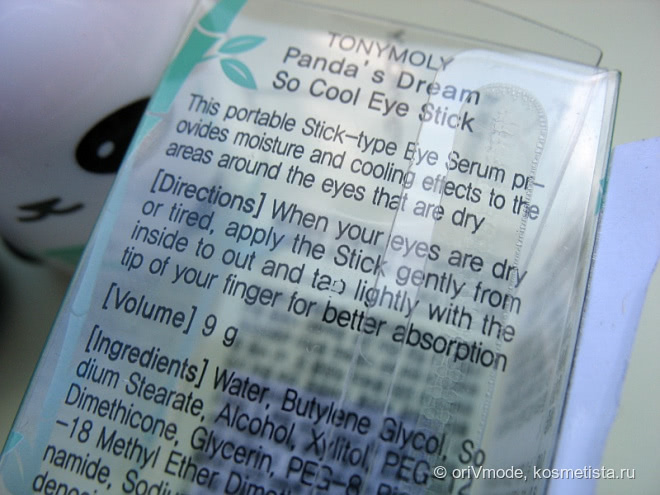 TONYMOLY
Panda's Dream
So Cool Eye Stick
This portable Stick-type Eye Serum pr
ovides moisture and cooling effects to the
areas around the eyes that are dry
[Directions] When your eyes are dry
or tired, apply the Stick gently from
inside to out and tap lightly with the
tip of your finger for better absorption
[Volume] 9 g
[Ingredients] Water, Butylene Glycol, So
dium Stearate, Alcohol, Xylitol, PEG-
Dimethicone, Glycerin, PEG-8,
-18 Methyl Ether
namide,
© oriVmode, kosmetista.ru